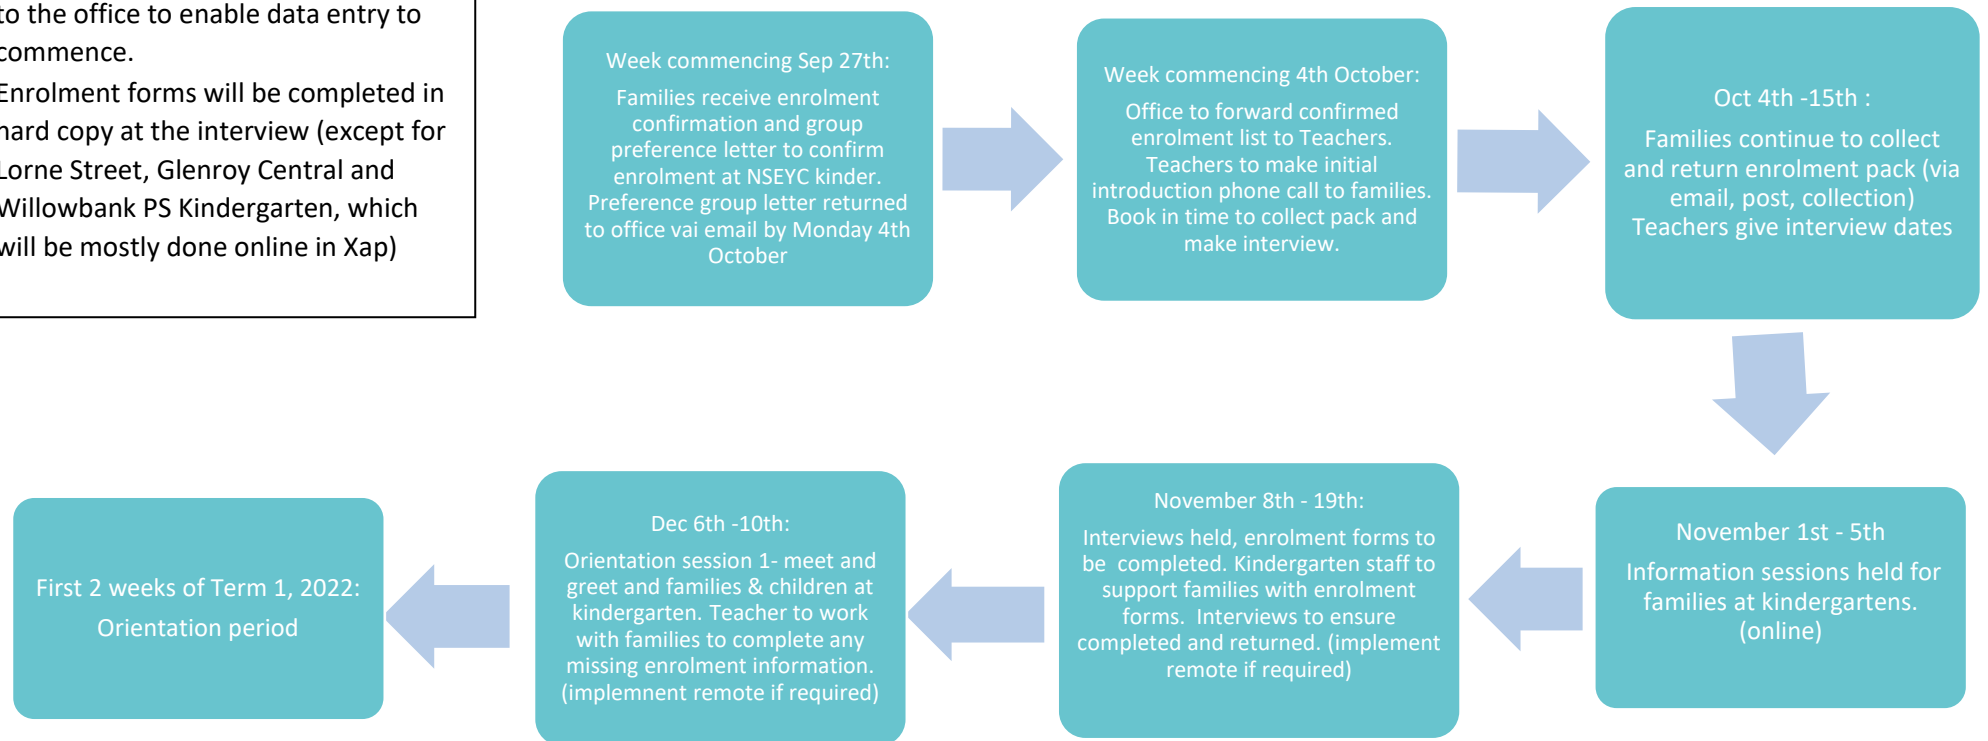 to the office to enable data entry to
commence.
Enrolment forms will be completed in
hard copy at the interview (except for
Lorne Street, Glenroy Central and
Willowbank PS Kindergarten, which
will be mostly done online in Xap)
Week commencing Sep 27th:
Families receive enrolment
confirmation and group
preference letter to confirm
enrolment at NSEYC kinder.
Preference group letter returned
to office vai email by Monday 4th
October
Week commencing 4th October:
Office to forward confirmed
enrolment list to Teachers.
Teachers to make initial
introduction phone call to families.
Book in time to collect pack and
make interview.
Oct 4th -15th :
Families continue to collect
and return enrolment pack (via
email, post, collection)
Teachers give interview dates
November 1st - 5th
Information sessions held for
families at kindergartens.
(online)
November 8th - 19th:
Interviews held, enrolment forms to
be  completed. Kindergarten staff to
support families with enrolment
forms.  Interviews to ensure
completed and returned. (implement
remote if required)
Dec 6th -10th:
Orientation session 1- meet and
greet and families & children at
kindergarten. Teacher to work
with families to complete any
missing enrolment information.
(implemnent remote if required)
First 2 weeks of Term 1, 2022:
Orientation period